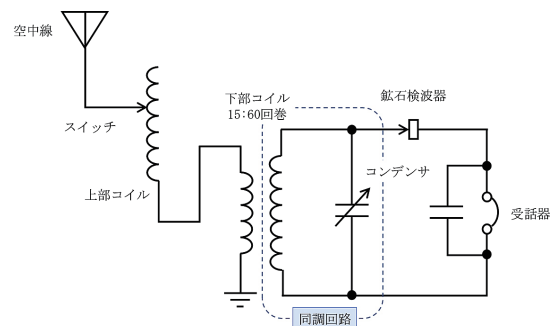 空中線
スイッチ
上部コイル
下部コイル
15:60回巻
鉱石検波器
コンデンサ
受話器
同調回路